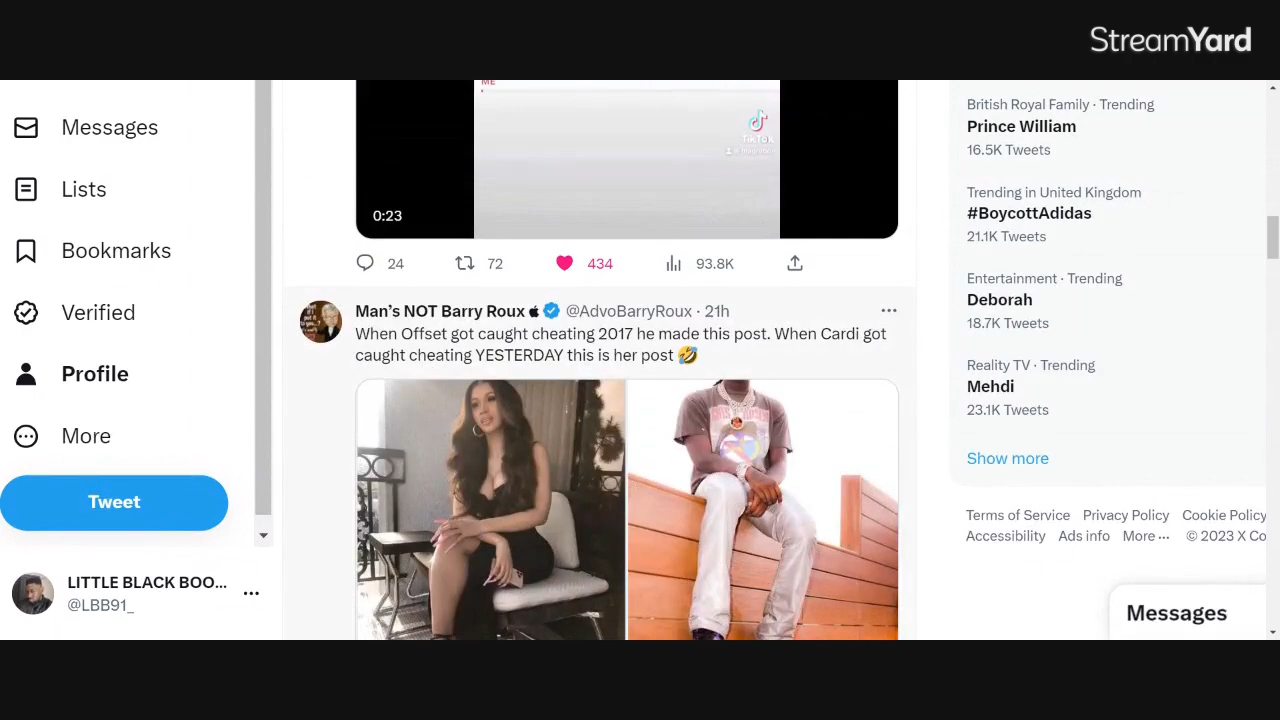 StreamYard
Messages
Lists
Bookmarks
Verified
Profile
More
Tweet
LITTLE BLACK BOO...
@LBB91_
ME
TikTok
0:23
24
72
434
93.8K
Man's NOT Barry Roux @AdvoBarryRoux · 21h
When Offset got caught cheating 2017 he made this post. When Cardi got
caught cheating YESTERDAY this is her post 🤣
British Royal Family · Trending
Prince William
16.5K Tweets
Trending in United Kingdom
#BoycottAdidas
21.1K Tweets
Entertainment · Trending
Deborah
18.7K Tweets
Reality TV · Trending
Mehdi
23.1K Tweets
Show more
Terms of Service Privacy Policy Cookie Policy
Accessibility Ads info More ··· © 2023 X Co
Messages